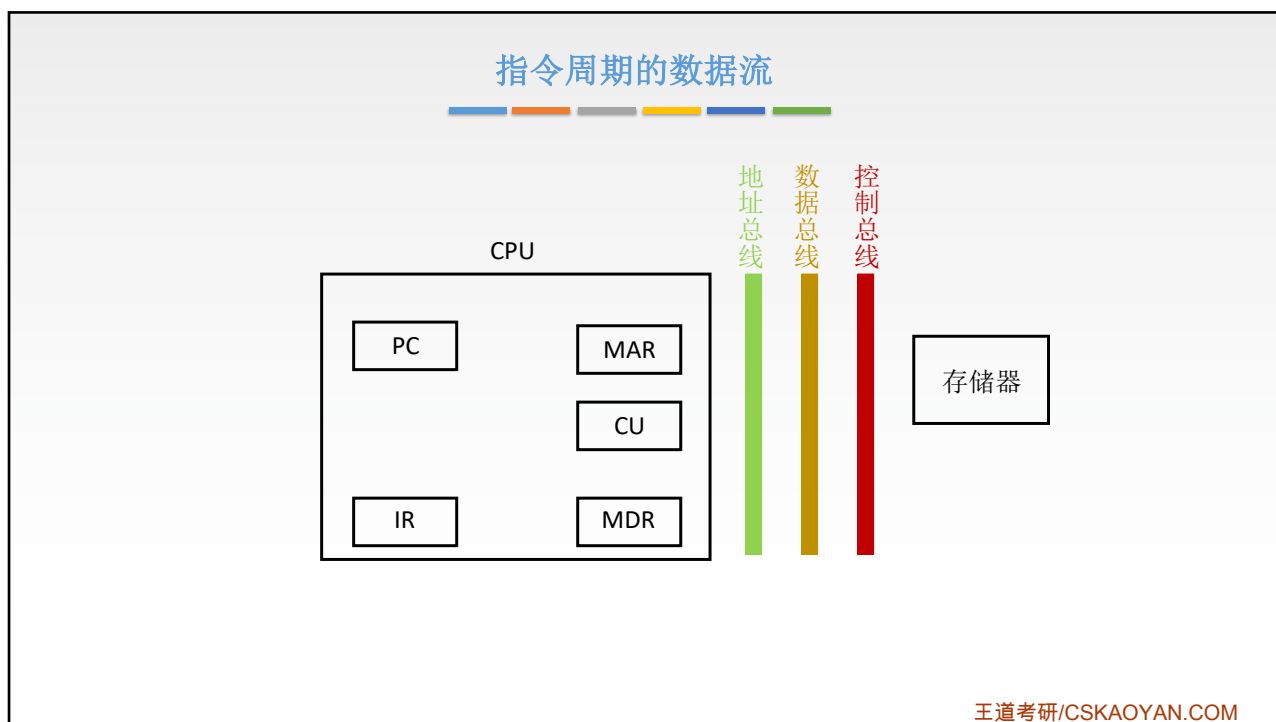 指令周期的数据流
地址总线
数据总线
控制总线
CPU
PC
MAR
存储器
CU
IR
MDR
王道考研/CSKAOYAN.COM